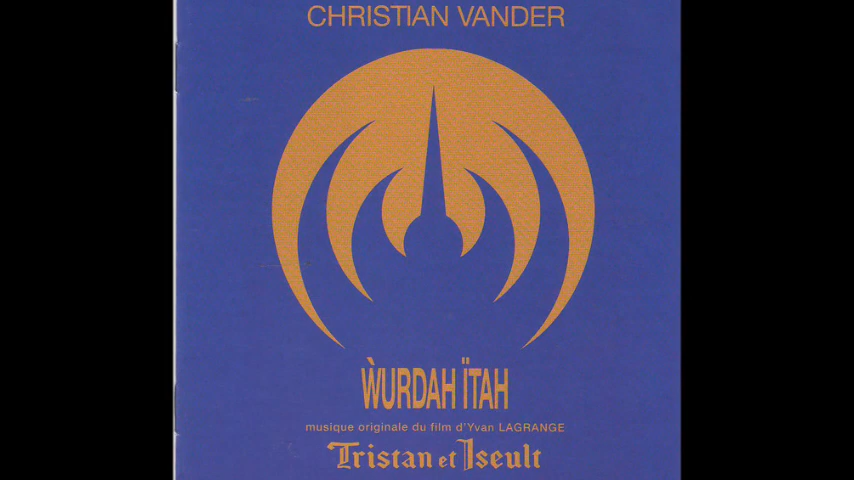 CHRISTIAN VANDER
ẀURDAH ÏTAH
musique originale du film d'Yvan LAGRANGE
Tristan et Iseult